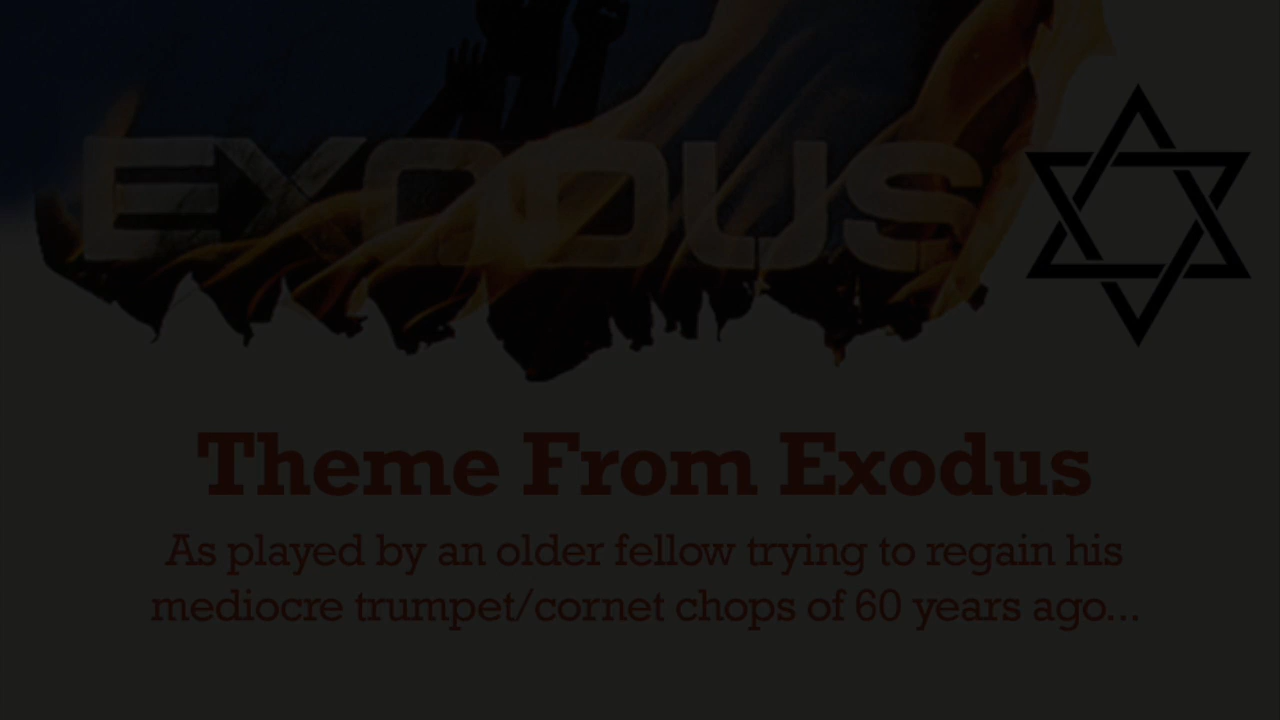 EXODUS
Theme From Exodus
As played by an older fellow trying to regain his
mediocre trumpet/cornet chops of 60 years ago...